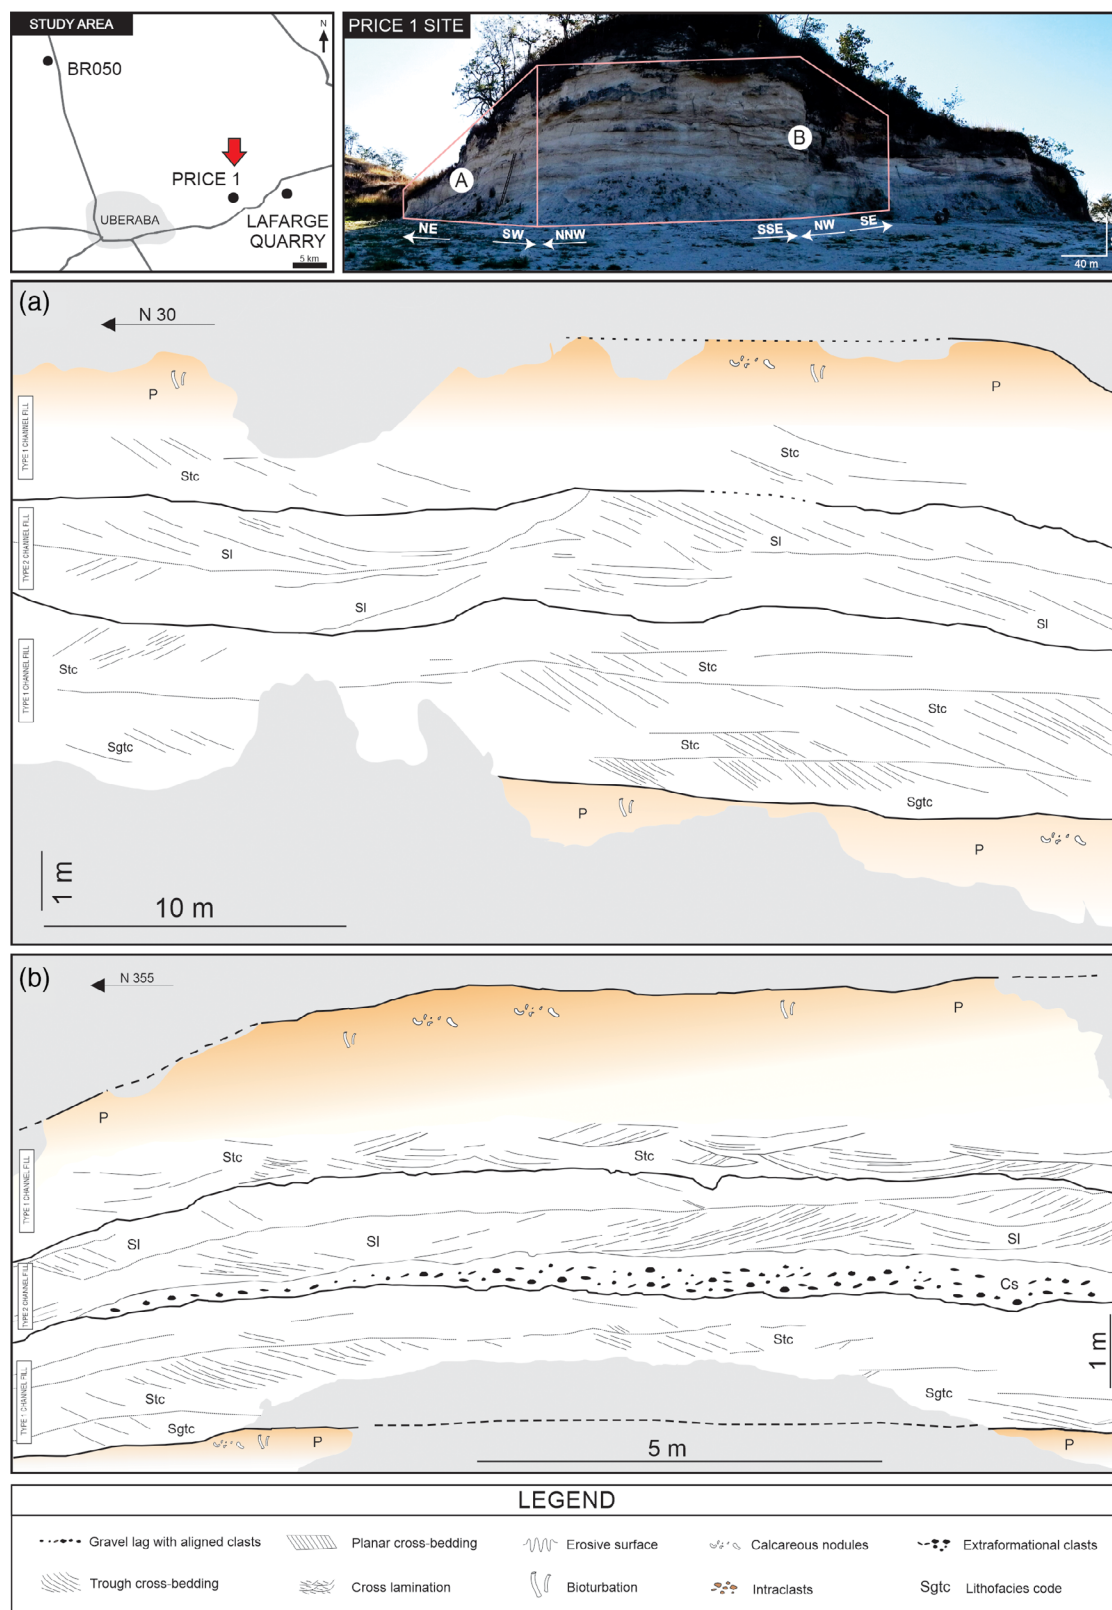 STUDY AREA
N
BR050
PRICE 1
UBERABA
LAFARGE
QUARRY
5 km
PRICE 1 SITE
A
B
NE
SW
NNW
SSE
NW
SE
40 m
(a)
N 30
P
P
TYPE 1 CHANNEL FILL
Stc
Stc
TYPE 2 CHANNEL FILL
Sl
Sl
Sl
Sl
TYPE 1 CHANNEL FILL
Stc
Stc
Stc
Sgtc
Stc
Sgtc
P
P
1 m
10 m
(b)
N 355
P
P
TYPE 1 CHANNEL FILL
Stc
Stc
Sl
Sl
Sl
TYPE 2 CHANNEL FILL
Cs
1 m
Stc
TYPE 1 CHANNEL FILL
Stc
Sgtc
Sgtc
P
P
5 m
LEGEND
Gravel lag with aligned clasts
Planar cross-bedding
Erosive surface
Calcareous nodules
Extraformational clasts
Trough cross-bedding
Cross lamination
Bioturbation
Intraclasts
Sgtc Lithofacies code